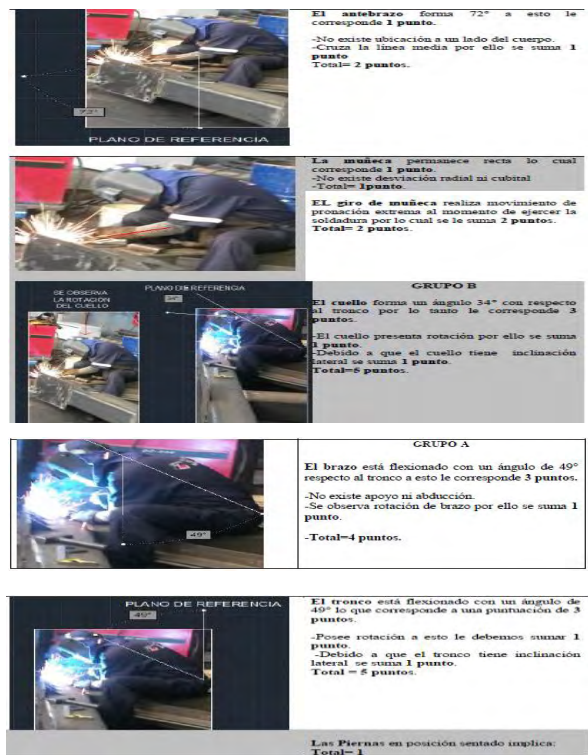 El antebrazo forma 72° a esto le
corresponde 1 punto.
-No existe ubicación a un lado del cuerpo.
-Cruza la línea media por ello se suma 1
punto
Total= 2 puntos.
72°
PLANO DE REFERENCIA
La muñeca permanece recta lo cual
corresponde 1 punto.
-No existe desviación radial ni cubital
-Total= 1punto.
EL giro de muñeca realiza movimiento de
pronación extrema al momento de ejercer la
soldadura por lo cual se le suma 2 puntos.
Total= 2 puntos.
SE OBSERVA
LA ROTACIÓN
DEL CUELLO
PLANO DE REFERENCIA
34°
GRUPO B
El cuello forma un ángulo 34° con respecto
al tronco por lo tanto le corresponde 3
puntos.
-El cuello presenta rotación por ello se suma
1 punto.
-Debido a que el cuello tiene inclinación
lateral se suma 1 punto.
Total=5 puntos.
49°
GRUPO A
El brazo está flexionado con un ángulo de 49°
respecto al tronco a esto le corresponde 3 puntos.
-No existe apoyo ni abducción.
-Se observa rotación de brazo por ello se suma 1
punto.
-Total=4 puntos.
PLANO DE REFERENCIA
49°
El tronco está flexionado con un ángulo de
49° lo que corresponde a una puntuación de 3
puntos.
-Posee rotación a esto le debemos sumar 1
punto.
-Debido a que el tronco tiene inclinación
lateral se suma 1 punto.
Total = 5 puntos.
Las Piernas en posición sentado implica:
Total= 1